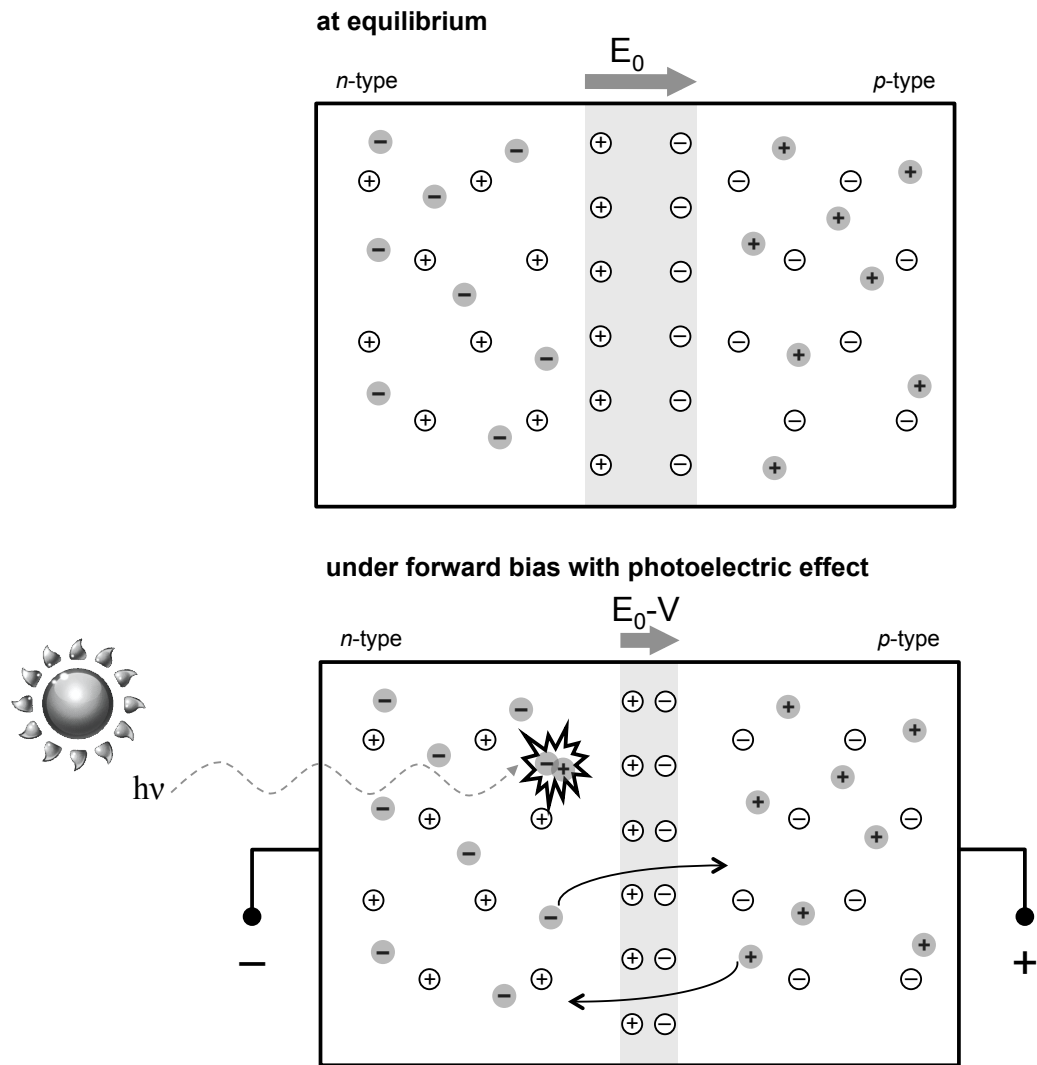 at equilibrium
E₀
n-type p-type
under forward bias with photoelectric effect
E₀-V
n-type p-type
hν
− +